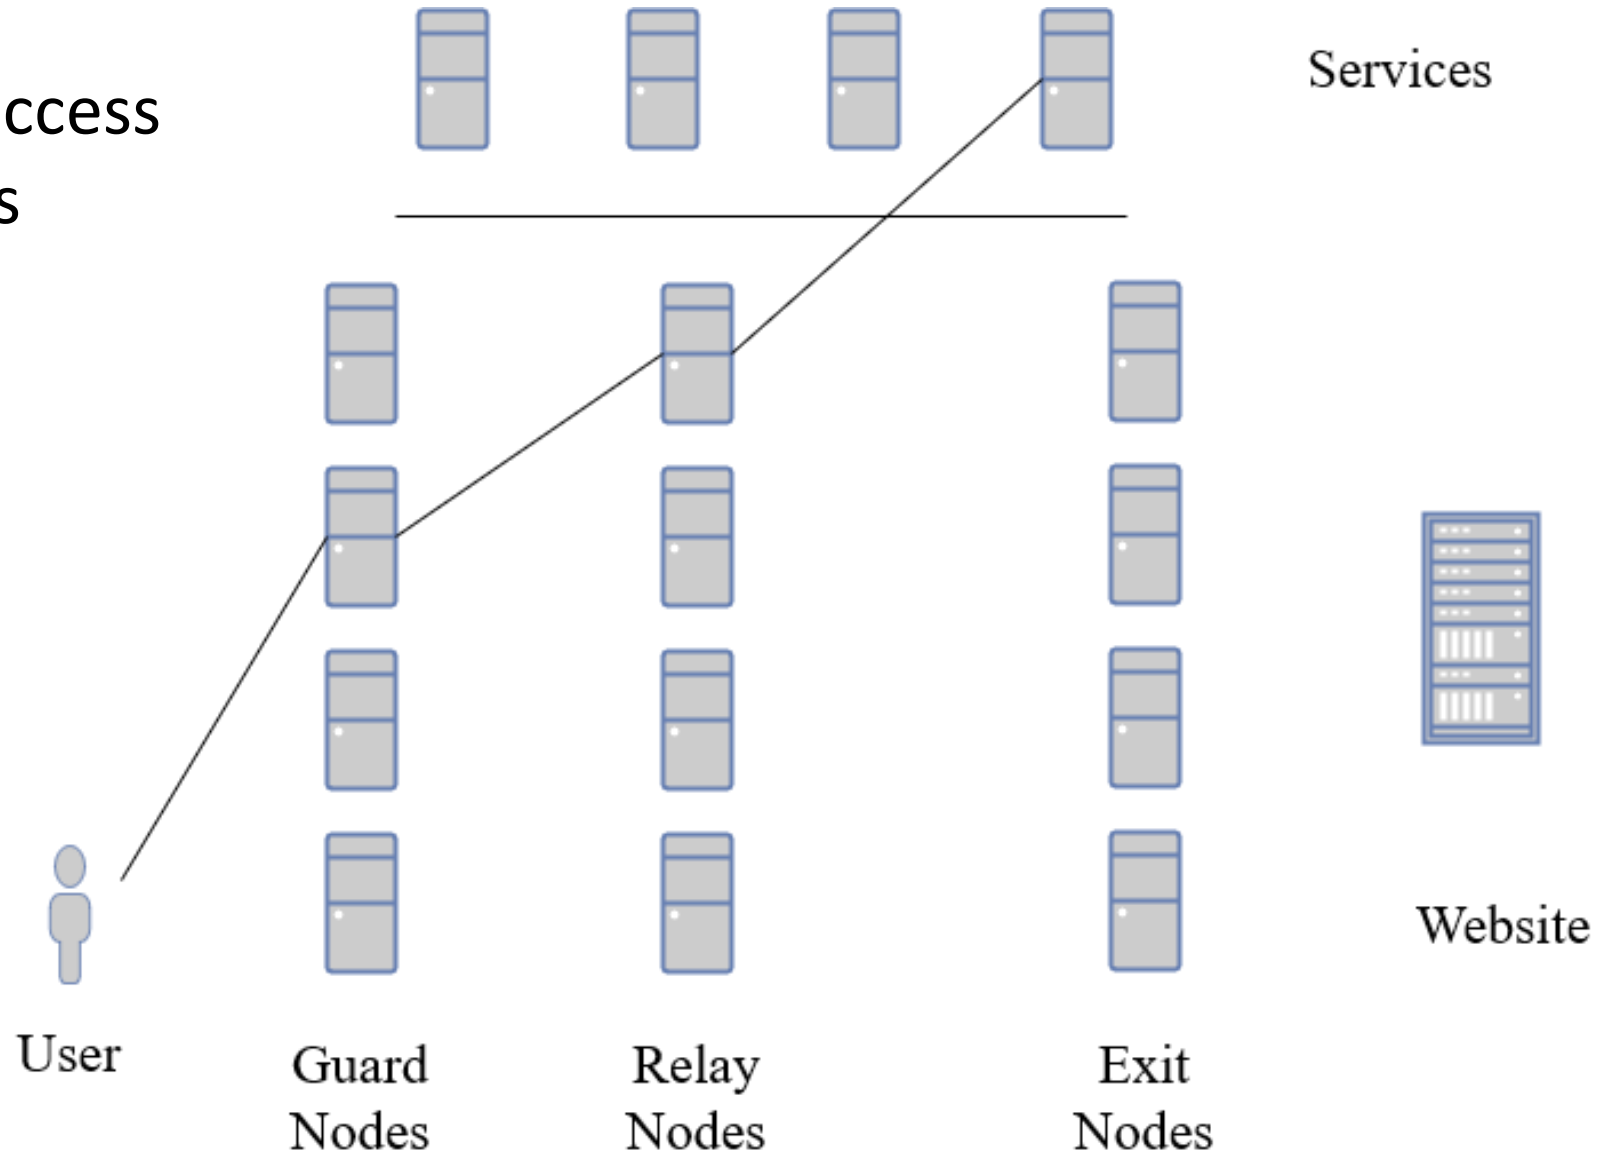 ccess
s
Services
Website
User
Guard
Nodes
Relay
Nodes
Exit
Nodes